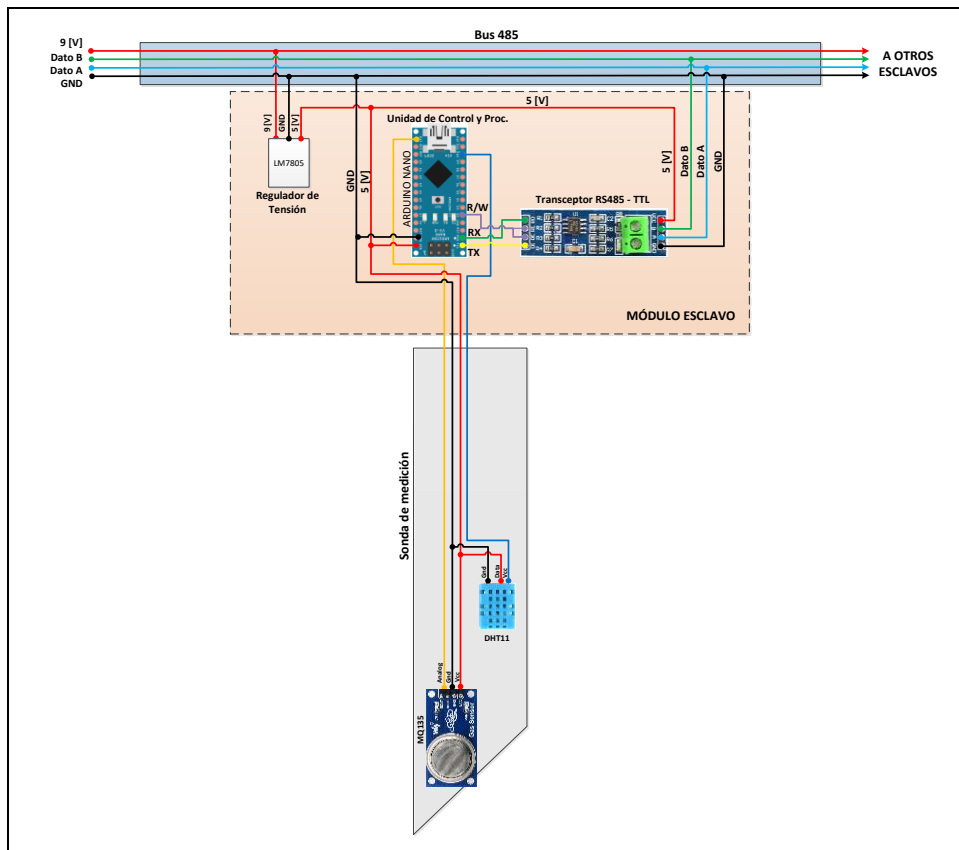 Bus 485
9 [V]
Dato B
Dato A
GND
A OTROS
ESCLAVOS
9 [V]
GND
5 [V]
LM7805
Regulador de
Tensión
GND
5 [V]
5 [V]
Unidad de Control y Proc.
ARDUINO NANO
R/W
RX
TX
Transceptor RS485 - TTL
5 [V]
Dato B
Dato A
GND
MÓDULO ESCLAVO
Sonda de medición
Gnd
Data
Vcc
DHT11
Analog
Gnd
Vcc
MQ135
Gas Sensor